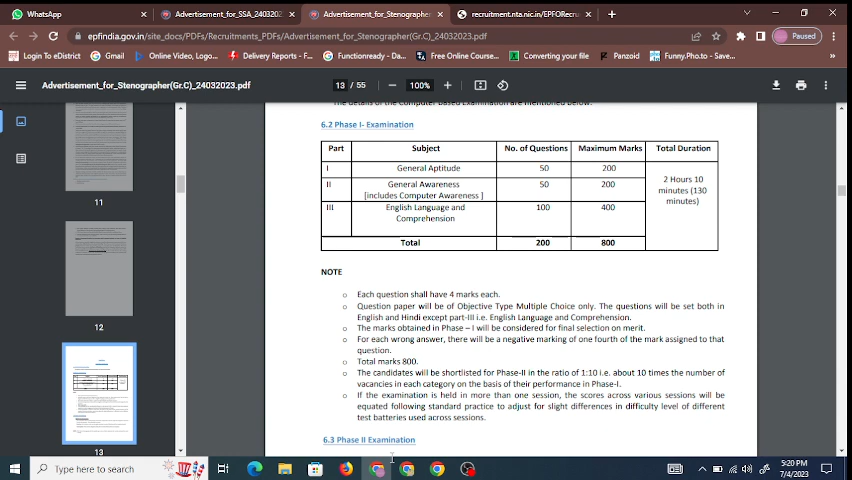 WhatsApp
Advertisement_for_SSA_240320
Advertisement_for_Stenographer
recruitment.nta.nic.in/EPFORecru
epfindia.gov.in/site_docs/PDFs/Recruitments_PDFs/Advertisement_for_Stenographer(Gr.C)_24032023.pdf
Paused
Login To eDistrict
Gmail
Online Video, Logo...
Delivery Reports - F...
Functionready - Da...
Free Online Course...
Converting your file
Panzoid
Funny.Pho.to - Save...
Advertisement_for_Stenographer(Gr.C)_24032023.pdf
13 / 55
100%
The details of the Computer Based Examination are mentioned below:
6.2 Phase I- Examination
Part Subject No. of Questions Maximum Marks Total Duration
I General Aptitude 50 200 2 Hours 10 minutes (130 minutes)
II General Awareness [includes Computer Awareness ] 50 200
III English Language and Comprehension 100 400
Total 200 800
NOTE
o Each question shall have 4 marks each.
o Question paper will be of Objective Type Multiple Choice only. The questions will be set both in
English and Hindi except part-III i.e. English Language and Comprehension.
o The marks obtained in Phase – I will be considered for final selection on merit.
o For each wrong answer, there will be a negative marking of one fourth of the mark assigned to that
question.
o Total marks 800.
o The candidates will be shortlisted for Phase-II in the ratio of 1:10 i.e. about 10 times the number of
vacancies in each category on the basis of their performance in Phase-I.
o If the examination is held in more than one session, the scores across various sessions will be
equated following standard practice to adjust for slight differences in difficulty level of different
test batteries used across sessions.
6.3 Phase II Examination
11
12
13
Type here to search
5:20 PM
7/4/2023